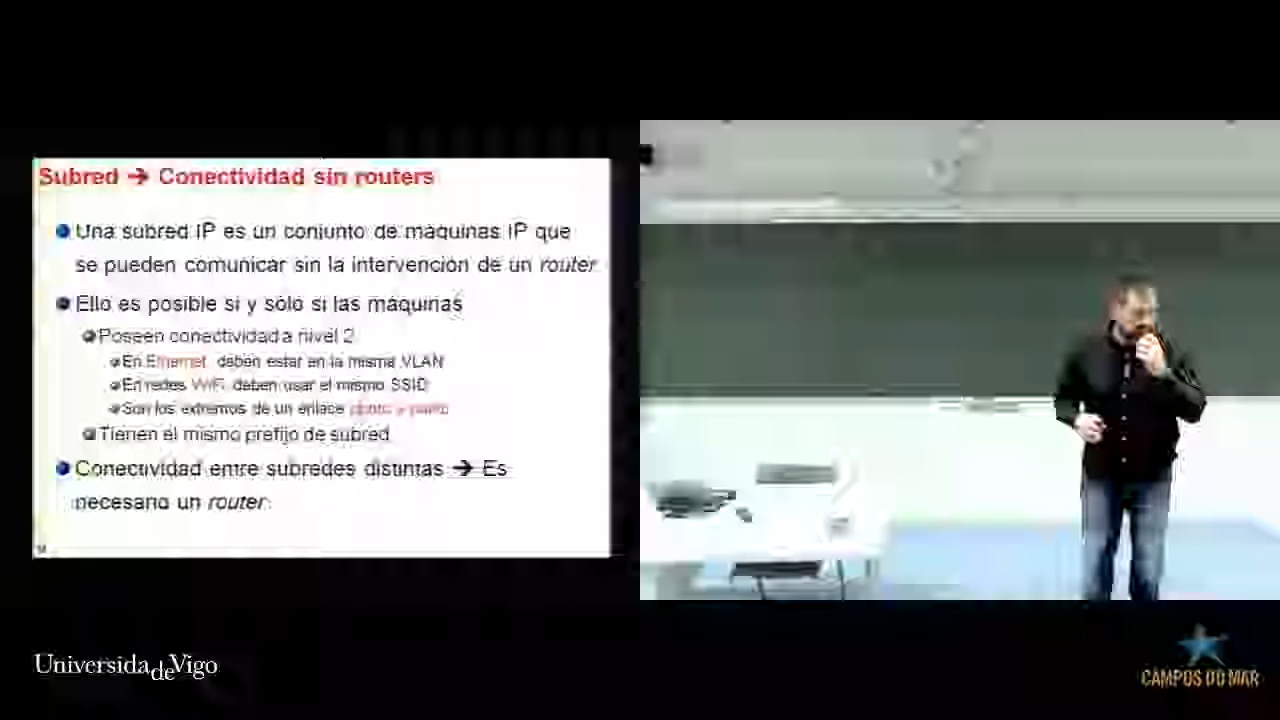 Subred → Conectividad sin routers
Una subred IP es un conjunto de máquinas IP que
se pueden comunicar sin la intervención de un router
Ello es posible si y sólo si las máquinas
Poseen conectividad a nivel 2
En Ethernet, deben estar en la misma VLAN
En redes WiFi, deben usar el mismo SSID
Son los extremos de un enlace punto a punto
Tienen el mismo prefijo de subred
Conectividad entre subredes distintas → Es
necesario un router
UniversidadeVigo
CAMPOS DO MAR